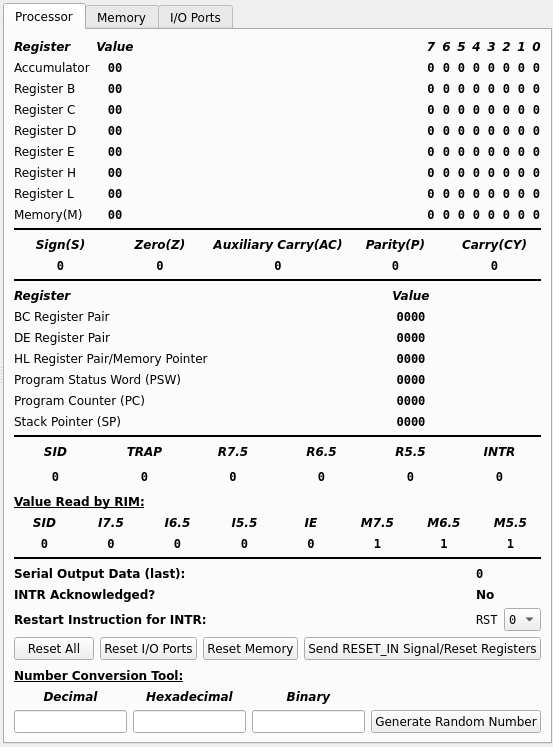 Processor Memory I/O Ports
Register Value 7 6 5 4 3 2 1 0
Accumulator 00 0 0 0 0 0 0 0 0
Register B 00 0 0 0 0 0 0 0 0
Register C 00 0 0 0 0 0 0 0 0
Register D 00 0 0 0 0 0 0 0 0
Register E 00 0 0 0 0 0 0 0 0
Register H 00 0 0 0 0 0 0 0 0
Register L 00 0 0 0 0 0 0 0 0
Memory(M) 00 0 0 0 0 0 0 0 0
Sign(S) Zero(Z) Auxiliary Carry(AC) Parity(P) Carry(CY)
0 0 0 0 0
Register Value
BC Register Pair 0000
DE Register Pair 0000
HL Register Pair/Memory Pointer 0000
Program Status Word (PSW) 0000
Program Counter (PC) 0000
Stack Pointer (SP) 0000
SID TRAP R7.5 R6.5 R5.5 INTR
0 0 0 0 0 0
Value Read by RIM:
SID I7.5 I6.5 I5.5 IE M7.5 M6.5 M5.5
0 0 0 0 0 1 1 1
Serial Output Data (last): 0
INTR Acknowledged? No
Restart Instruction for INTR: RST 0
Reset All Reset I/O Ports Reset Memory Send RESET_IN Signal/Reset Registers
Number Conversion Tool:
Decimal Hexadecimal Binary
Generate Random Number